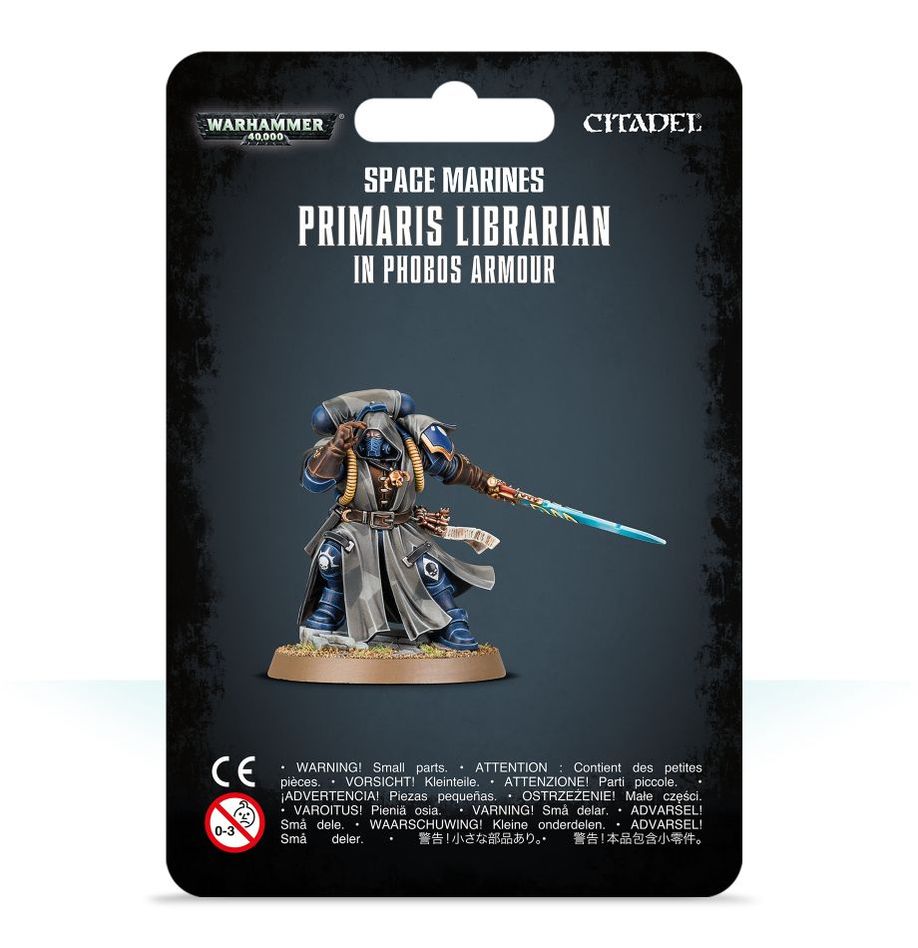 WARHAMMER
40,000
®
CITADEL
SPACE MARINES
PRIMARIS LIBRARIAN
IN PHOBOS ARMOUR
CE
• WARNING! Small parts. • ATTENTION : Contient des petites
pièces. • VORSICHT! Kleinteile. • ATTENZIONE! Parti piccole. •
¡ADVERTENCIA! Piezas pequeñas. • OSTRZEŻENIE! Małe części.
• VAROITUS! Pieniä osia. • VARNING! Små delar. • ADVARSEL!
Små dele. • WAARSCHUWING! Kleine onderdelen. • ADVARSEL!
Små deler. • 警告!小さな部品あり。• 警告!本品包含小零件。
0-3